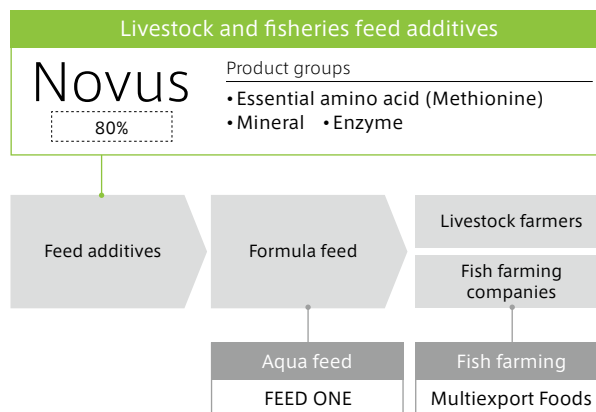 Livestock and fisheries feed additives
Novus
80%
Product groups
•Essential amino acid (Methionine)
•Mineral •Enzyme
Feed additives
Formula feed
Livestock farmers
Fish farming
companies
Aqua feed
FEED ONE
Fish farming
Multiexport Foods